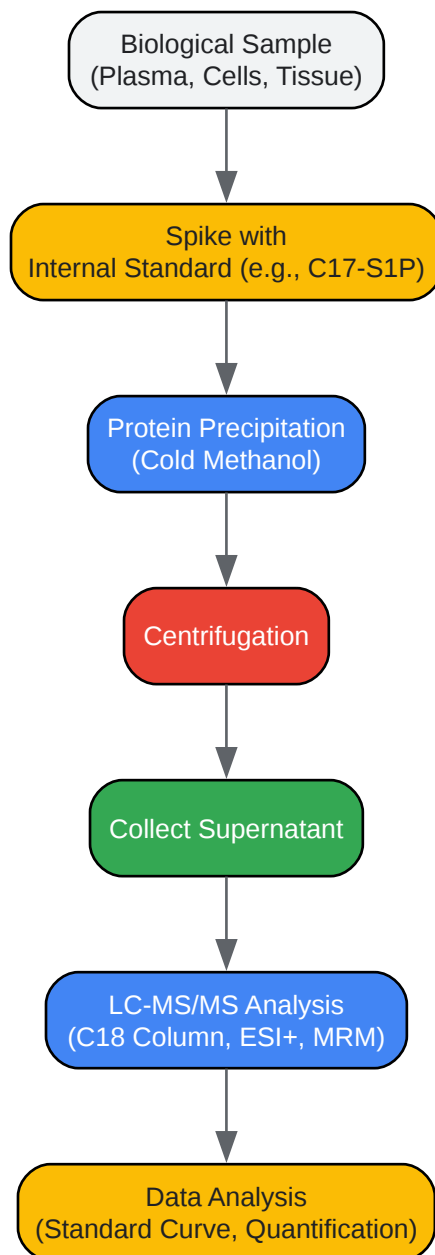 Biological Sample
(Plasma, Cells, Tissue)
Spike with
Internal Standard (e.g., C17-S1P)
Protein Precipitation
(Cold Methanol)
Centrifugation
Collect Supernatant
LC-MS/MS Analysis
(C18 Column, ESI+, MRM)
Data Analysis
(Standard Curve, Quantification)